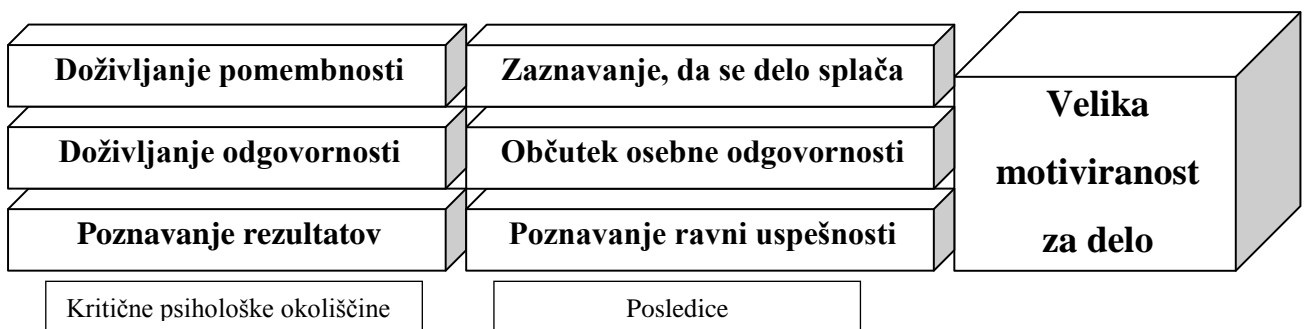 Doživljanje pomembnosti
Zaznavanje, da se delo splača
Doživljanje odgovornosti
Občutek osebne odgovornosti
Poznavanje rezultatov
Poznavanje ravni uspešnosti
Velika
motiviranost
za delo
Kritične psihološke okoliščine
Posledice